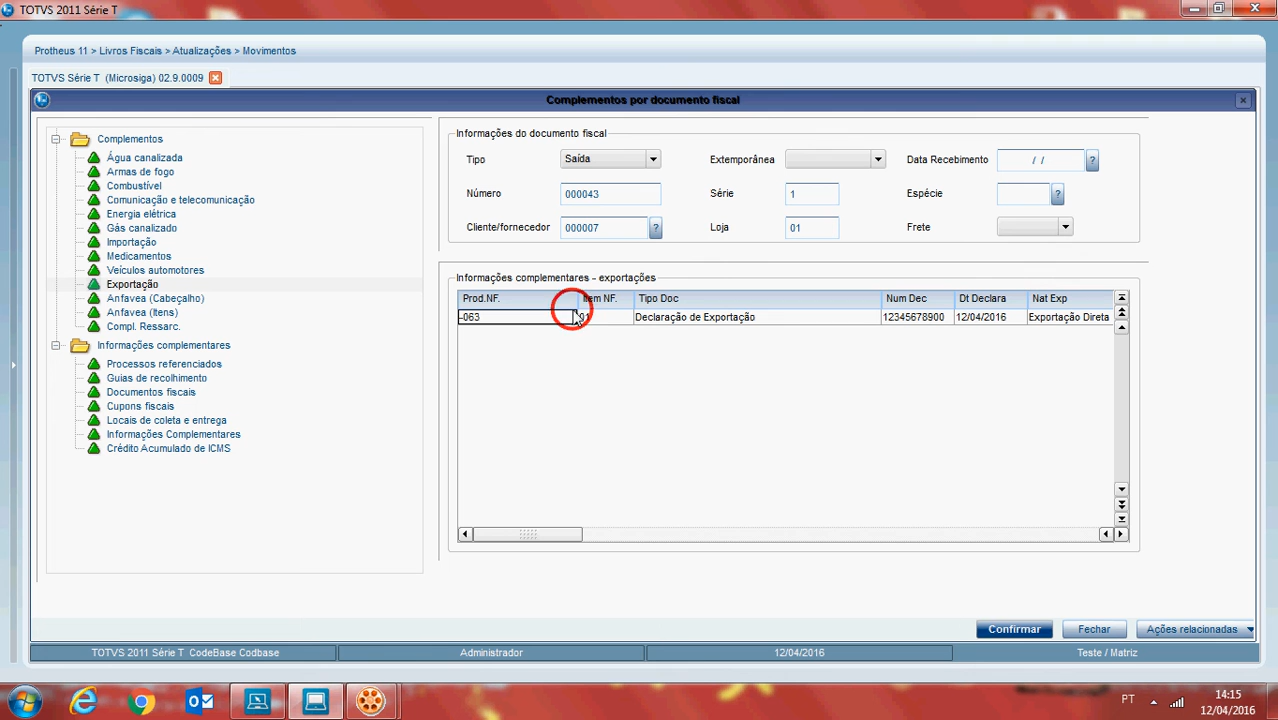 TOTVS 2011 Série T
Protheus 11 > Livros Fiscais > Atualizações > Movimentos
TOTVS Série T (Microsiga) 02.9.0009
Complementos por documento fiscal
Complementos
Água canalizada
Armas de fogo
Combustível
Comunicação e telecomunicação
Energia elétrica
Gás canalizado
Importação
Medicamentos
Veículos automotores
Exportação
Anfavea (Cabeçalho)
Anfavea (Itens)
Compl. Ressarc.
Informações complementares
Processos referenciados
Guias de recolhimento
Documentos fiscais
Cupons fiscais
Locais de coleta e entrega
Informações Complementares
Crédito Acumulado de ICMS
Informações do documento fiscal
Tipo Saída Extemporânea Data Recebimento / / ?
Número 000043 Série 1 Espécie ?
Cliente/fornecedor 000007 ? Loja 01 Frete
Informações complementares - exportações
Prod.NF. Item NF. Tipo Doc Num Dec Dt Declara Nat Exp
-063 01 Declaração de Exportação 12345678900 12/04/2016 Exportação Direta
Confirmar Fechar Ações relacionadas
TOTVS 2011 Série T CodeBase Codbase Administrador 12/04/2016 Teste / Matriz
PT 14:15
12/04/2016